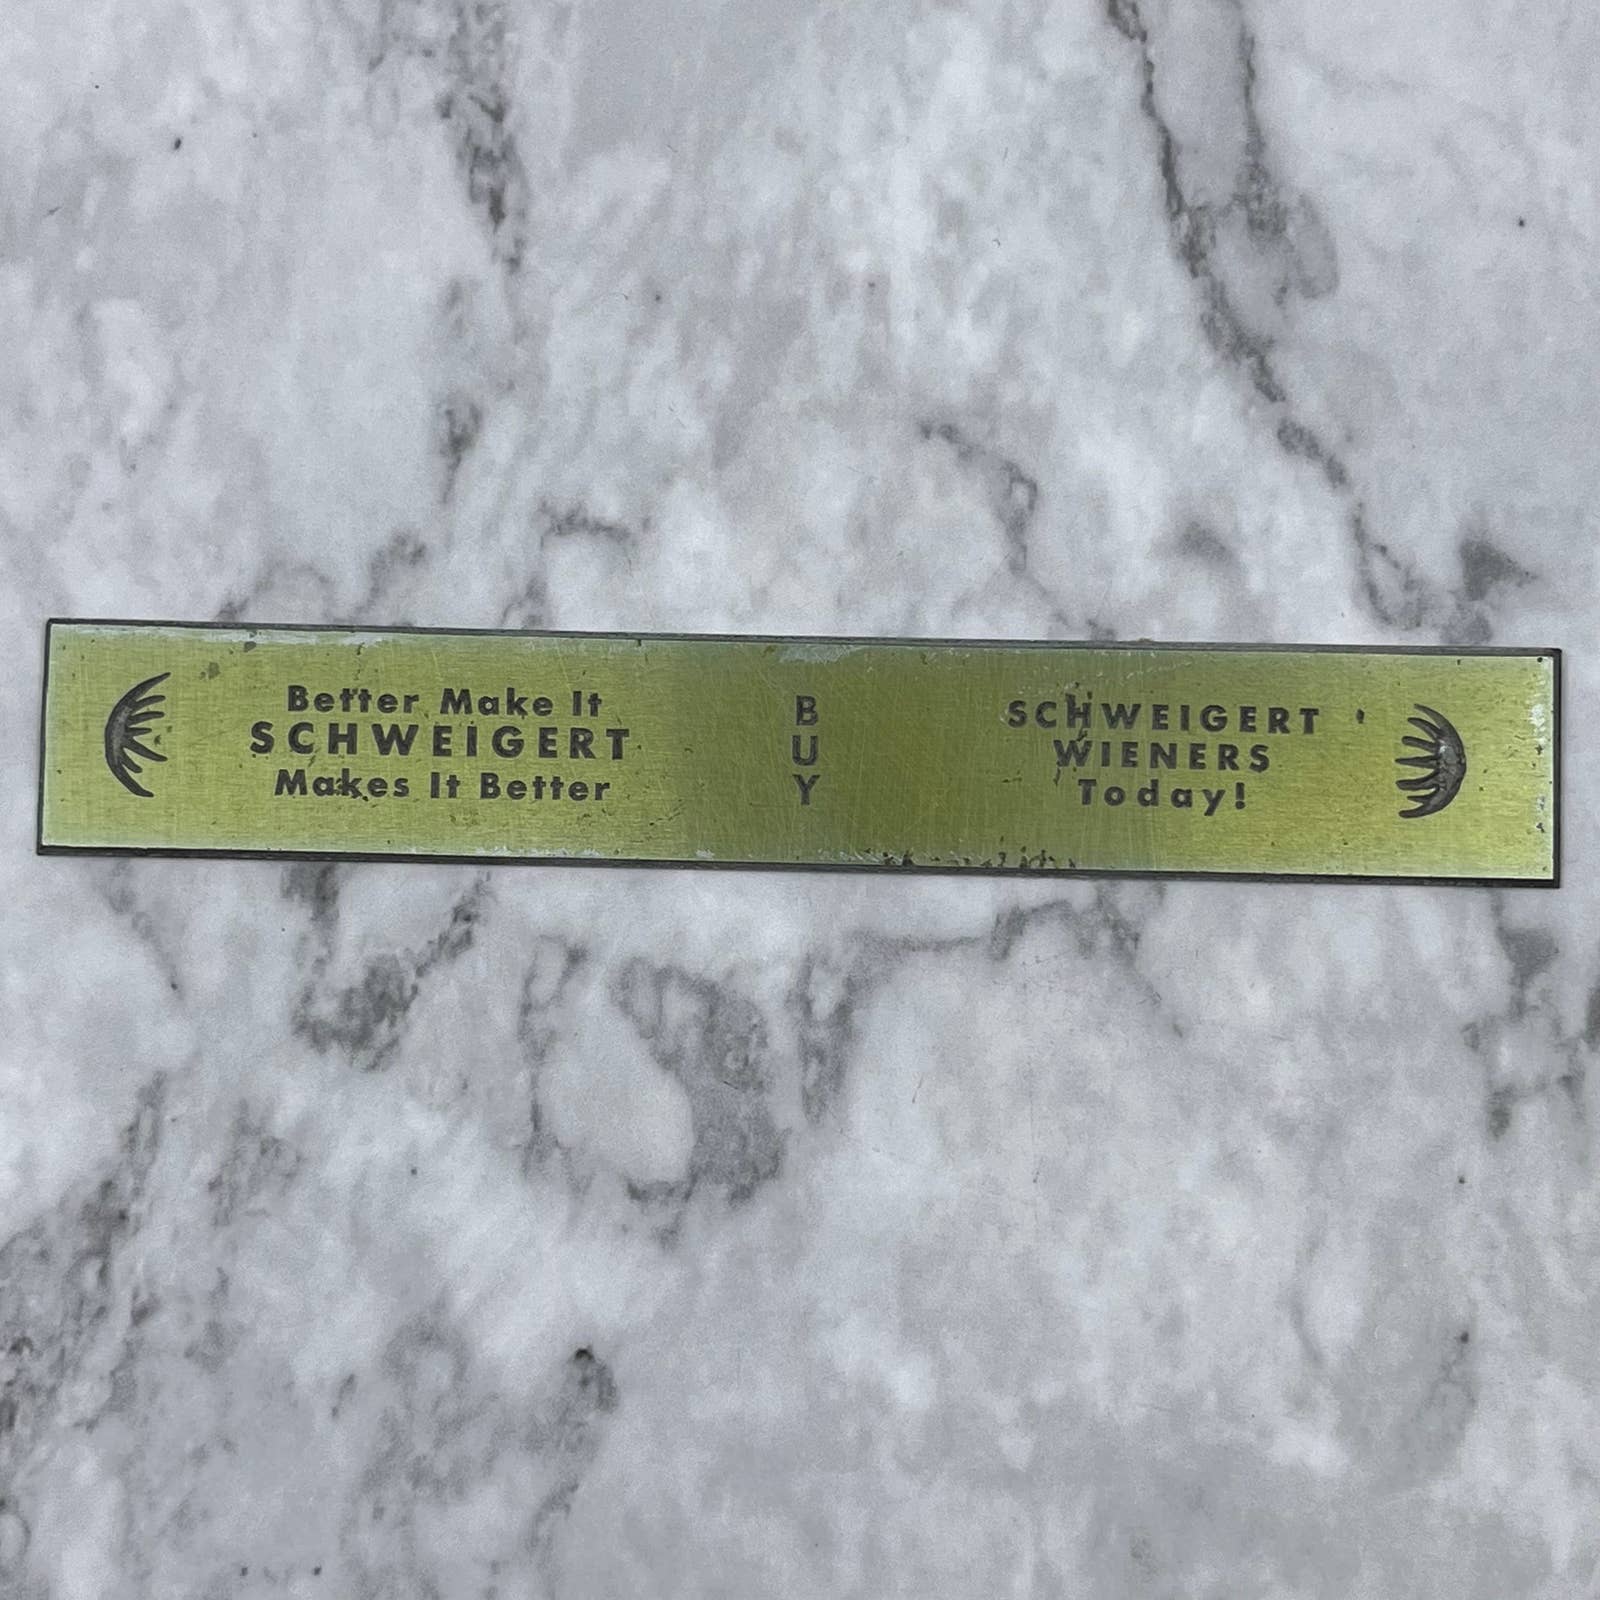 Better Make It
SCHWEIGERT
Makes It Better
B
U
Y
SCHWEIGERT
WIENERS
Today!